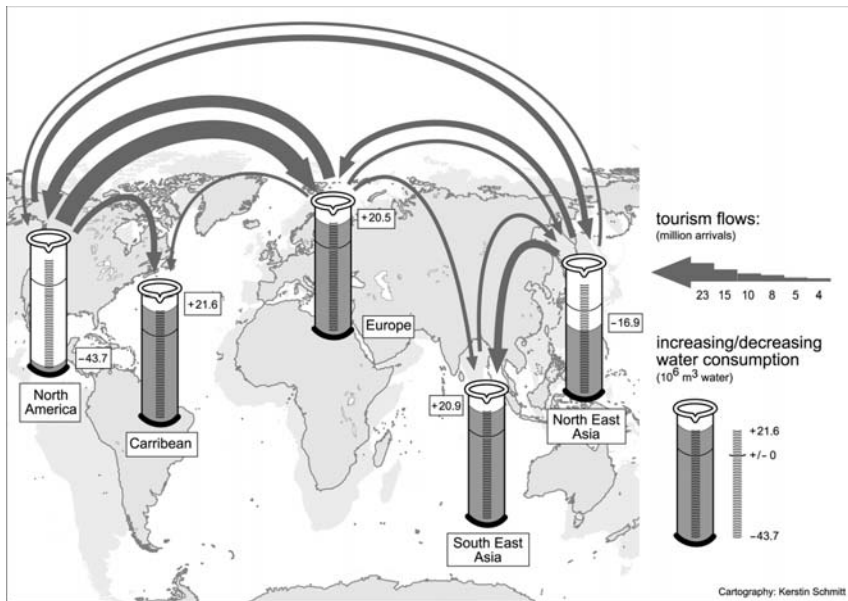 +20.5
tourism flows:
(million arrivals)
23 15 10 8 5 4
+21.6
Europe
−16.9
−43.7
increasing/decreasing
water consumption
(10⁶ m³ water)
North
America
+20.9
North East
Asia
Carribean
+21.6
+/- 0
−43.7
South East
Asia
Cartography: Kerstin Schmitt